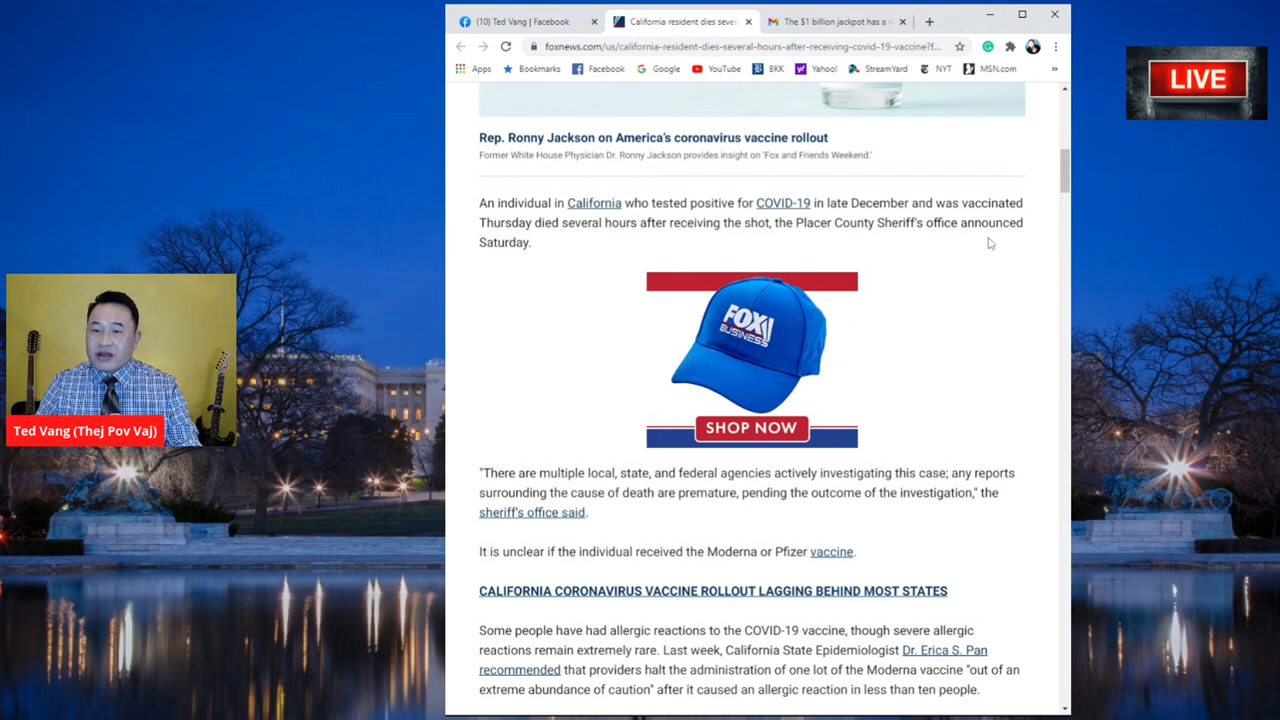 (10) Ted Vang | Facebook
California resident dies seve
The $1 billion jackpot has a
foxnews.com/us/california-resident-dies-several-hours-after-receiving-covid-19-vaccine?f...
Apps
Bookmarks
Facebook
Google
YouTube
BKK
Yahoo!
StreamYard
NYT
MSN.com
»
LIVE
Rep. Ronny Jackson on America's coronavirus vaccine rollout
Former White House Physician Dr. Ronny Jackson provides insight on 'Fox and Friends Weekend.'
An individual in California who tested positive for COVID-19 in late December and was vaccinated
Thursday died several hours after receiving the shot, the Placer County Sheriff's office announced
Saturday.
FOX
BUSINESS
SHOP NOW
Ted Vang (Thej Pov Vaj)
"There are multiple local, state, and federal agencies actively investigating this case; any reports
surrounding the cause of death are premature, pending the outcome of the investigation," the
sheriff's office said.
It is unclear if the individual received the Moderna or Pfizer vaccine.
CALIFORNIA CORONAVIRUS VACCINE ROLLOUT LAGGING BEHIND MOST STATES
Some people have had allergic reactions to the COVID-19 vaccine, though severe allergic
reactions remain extremely rare. Last week, California State Epidemiologist Dr. Erica S. Pan
recommended that providers halt the administration of one lot of the Moderna vaccine "out of an
extreme abundance of caution" after it caused an allergic reaction in less than ten people.